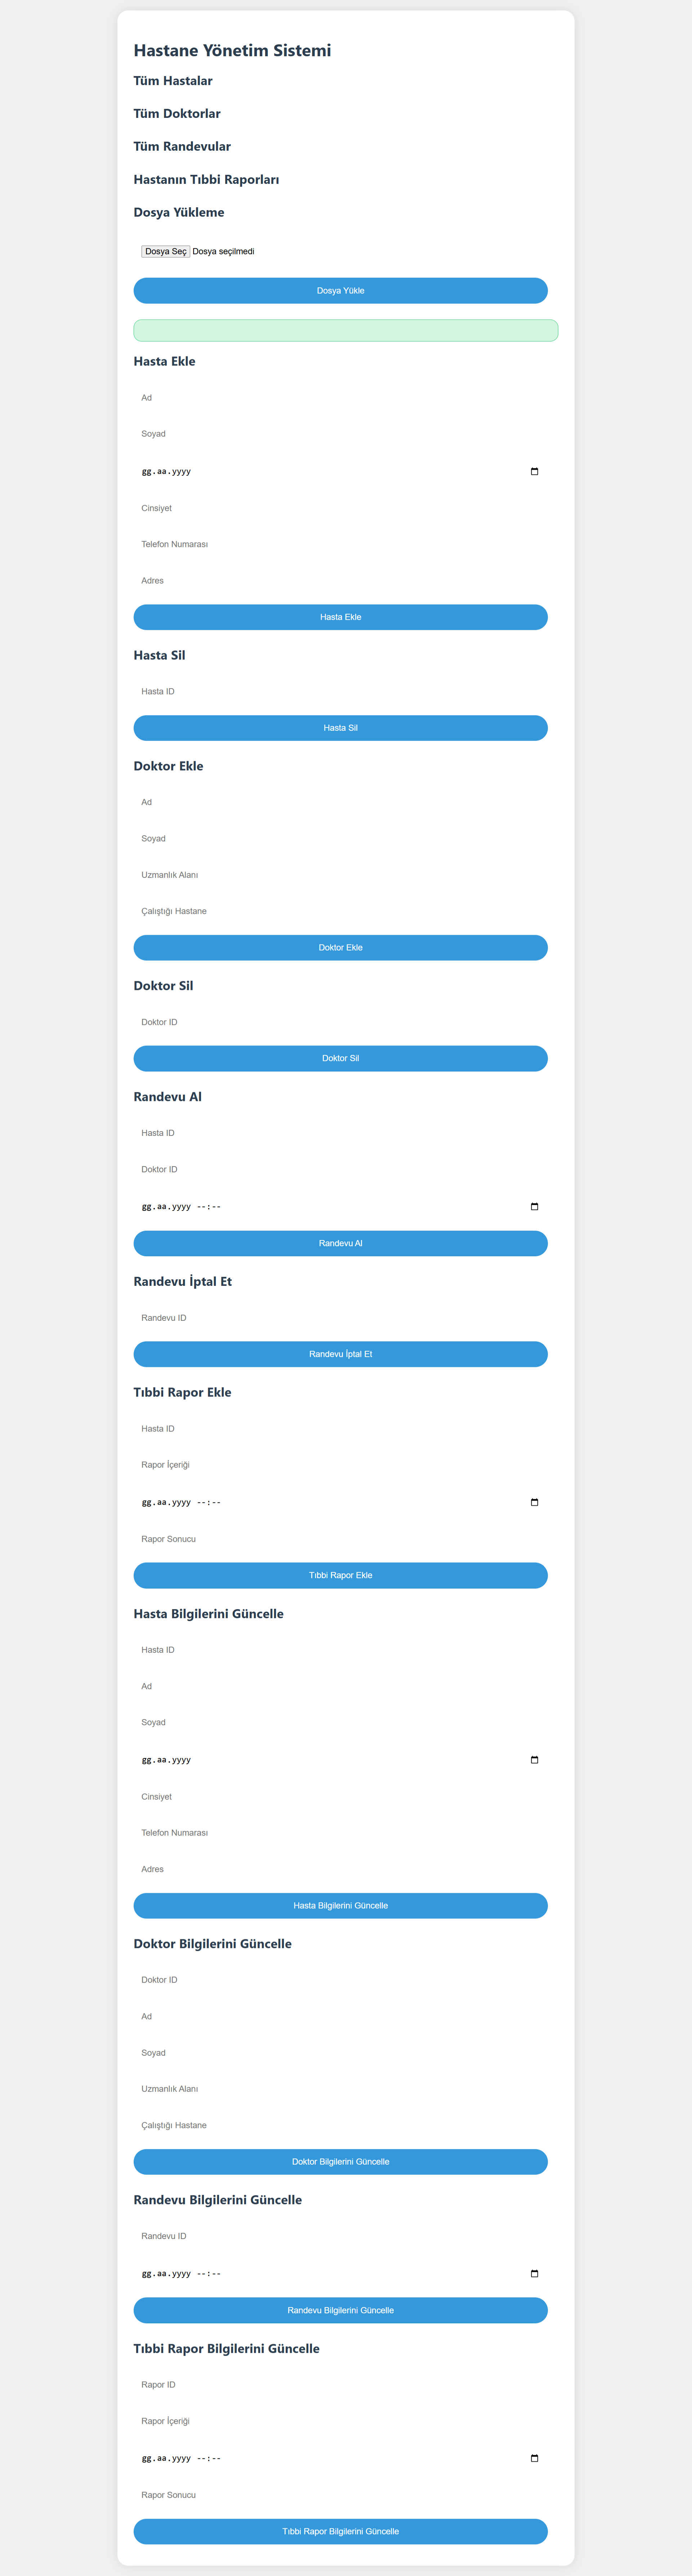 Hastane Yönetim Sistemi
Tüm Hastalar
Tüm Doktorlar
Tüm Randevular
Hastanın Tıbbi Raporları
Dosya Yükleme
Dosya Seç Dosya seçilmedi
Dosya Yükle
Hasta Ekle
Ad
Soyad
gg.aa.yyyy
Cinsiyet
Telefon Numarası
Adres
Hasta Ekle
Hasta Sil
Hasta ID
Hasta Sil
Doktor Ekle
Ad
Soyad
Uzmanlık Alanı
Çalıştığı Hastane
Doktor Ekle
Doktor Sil
Doktor ID
Doktor Sil
Randevu Al
Hasta ID
Doktor ID
gg.aa.yyyy --:--
Randevu Al
Randevu İptal Et
Randevu ID
Randevu İptal Et
Tıbbi Rapor Ekle
Hasta ID
Rapor İçeriği
gg.aa.yyyy --:--
Rapor Sonucu
Tıbbi Rapor Ekle
Hasta Bilgilerini Güncelle
Hasta ID
Ad
Soyad
gg.aa.yyyy
Cinsiyet
Telefon Numarası
Adres
Hasta Bilgilerini Güncelle
Doktor Bilgilerini Güncelle
Doktor ID
Ad
Soyad
Uzmanlık Alanı
Çalıştığı Hastane
Doktor Bilgilerini Güncelle
Randevu Bilgilerini Güncelle
Randevu ID
gg.aa.yyyy --:--
Randevu Bilgilerini Güncelle
Tıbbi Rapor Bilgilerini Güncelle
Rapor ID
Rapor İçeriği
gg.aa.yyyy --:--
Rapor Sonucu
Tıbbi Rapor Bilgilerini Güncelle